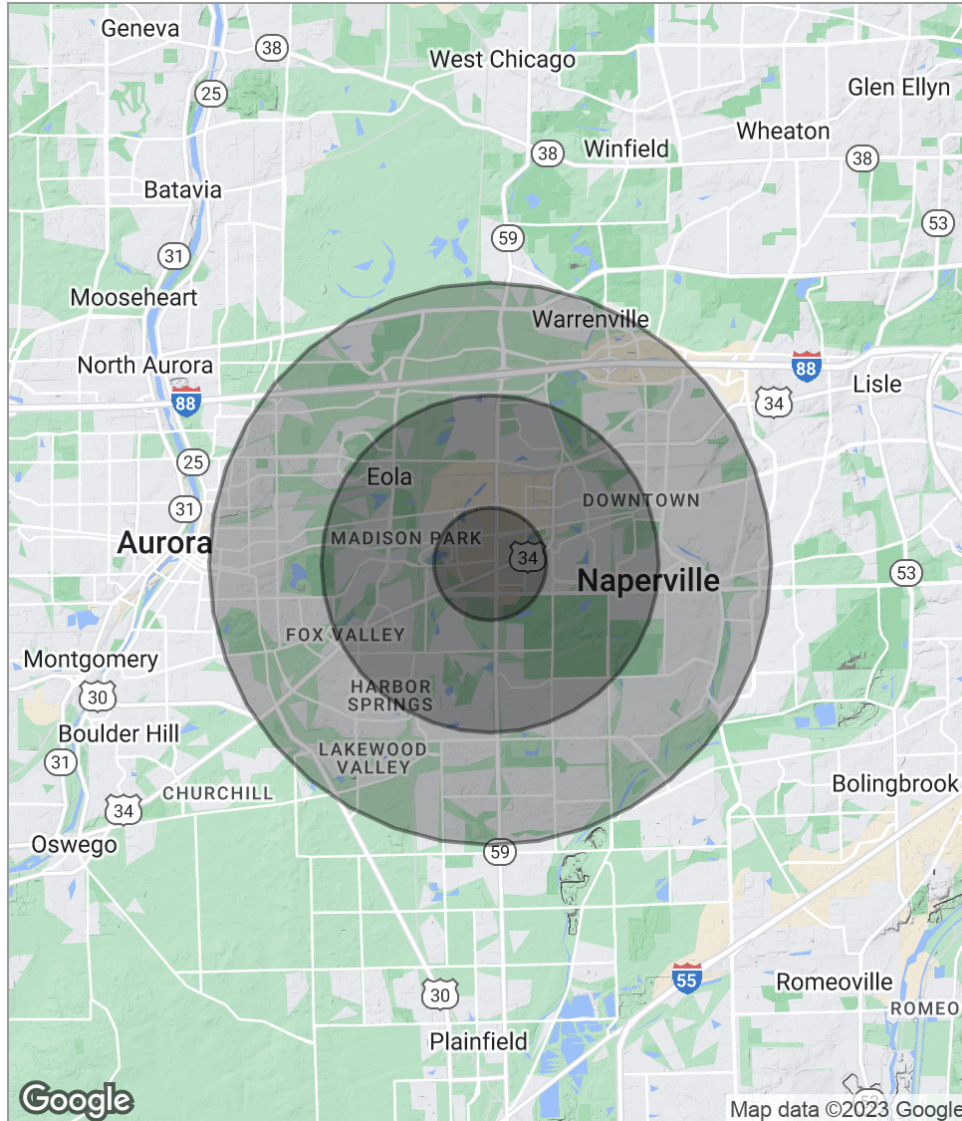 Geneva
38
West Chicago
25
Glen Ellyn
Wheaton
38
Winfield
38
Batavia
53
59
31
Mooseheart
Warrenville
North Aurora
88
Lisle
88
34
25
Eola
DOWNTOWN
31
Aurora
MADISON PARK
34
Naperville
53
FOX VALLEY
Montgomery
30
HARBOR
SPRINGS
Boulder Hill
LAKEWOOD
VALLEY
31
CHURCHILL
Bolingbrook
34
Oswego
59
55
Romeoville
30
ROMEO
Plainfield
Google
53
Map data ©2023 Google